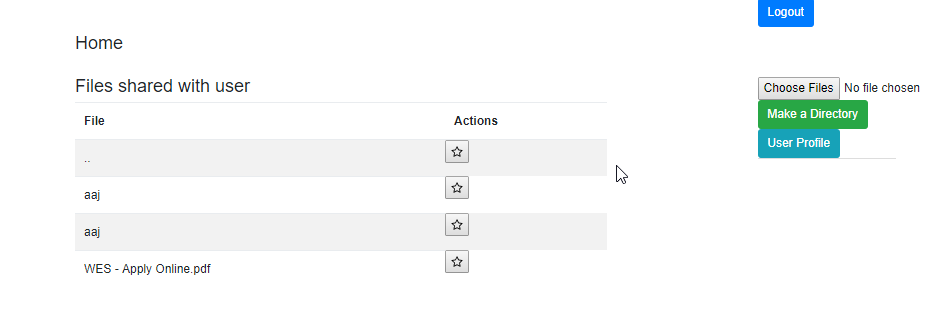 Logout
Home
Files shared with user
Choose Files No file chosen
Make a Directory
User Profile
File Actions
..
aaj
aaj
WES - Apply Online.pdf